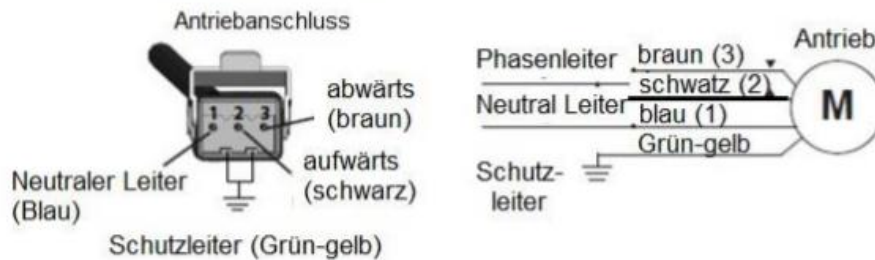 Antriebanschluss
1 2 3
abwärts
(braun)
aufwärts
(schwarz)
Neutraler Leiter
(Blau)
Schutzleiter (Grün-gelb)
Phasenleiter
braun (3)
schwatz (2)
Neutral Leiter
blau (1)
Grün-gelb
Schutz-
leiter
Antrieb
M